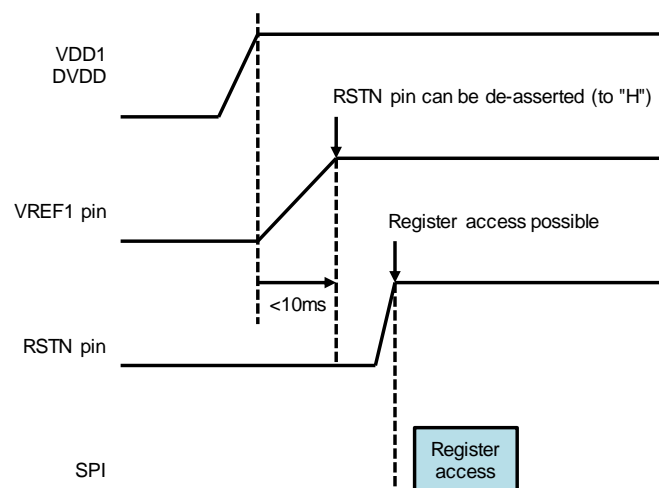 VDD1
DVDD
RSTN pin can be de-asserted (to "H")
VREF1 pin
Register access possible
<10ms
RSTN pin
SPI
Register
access